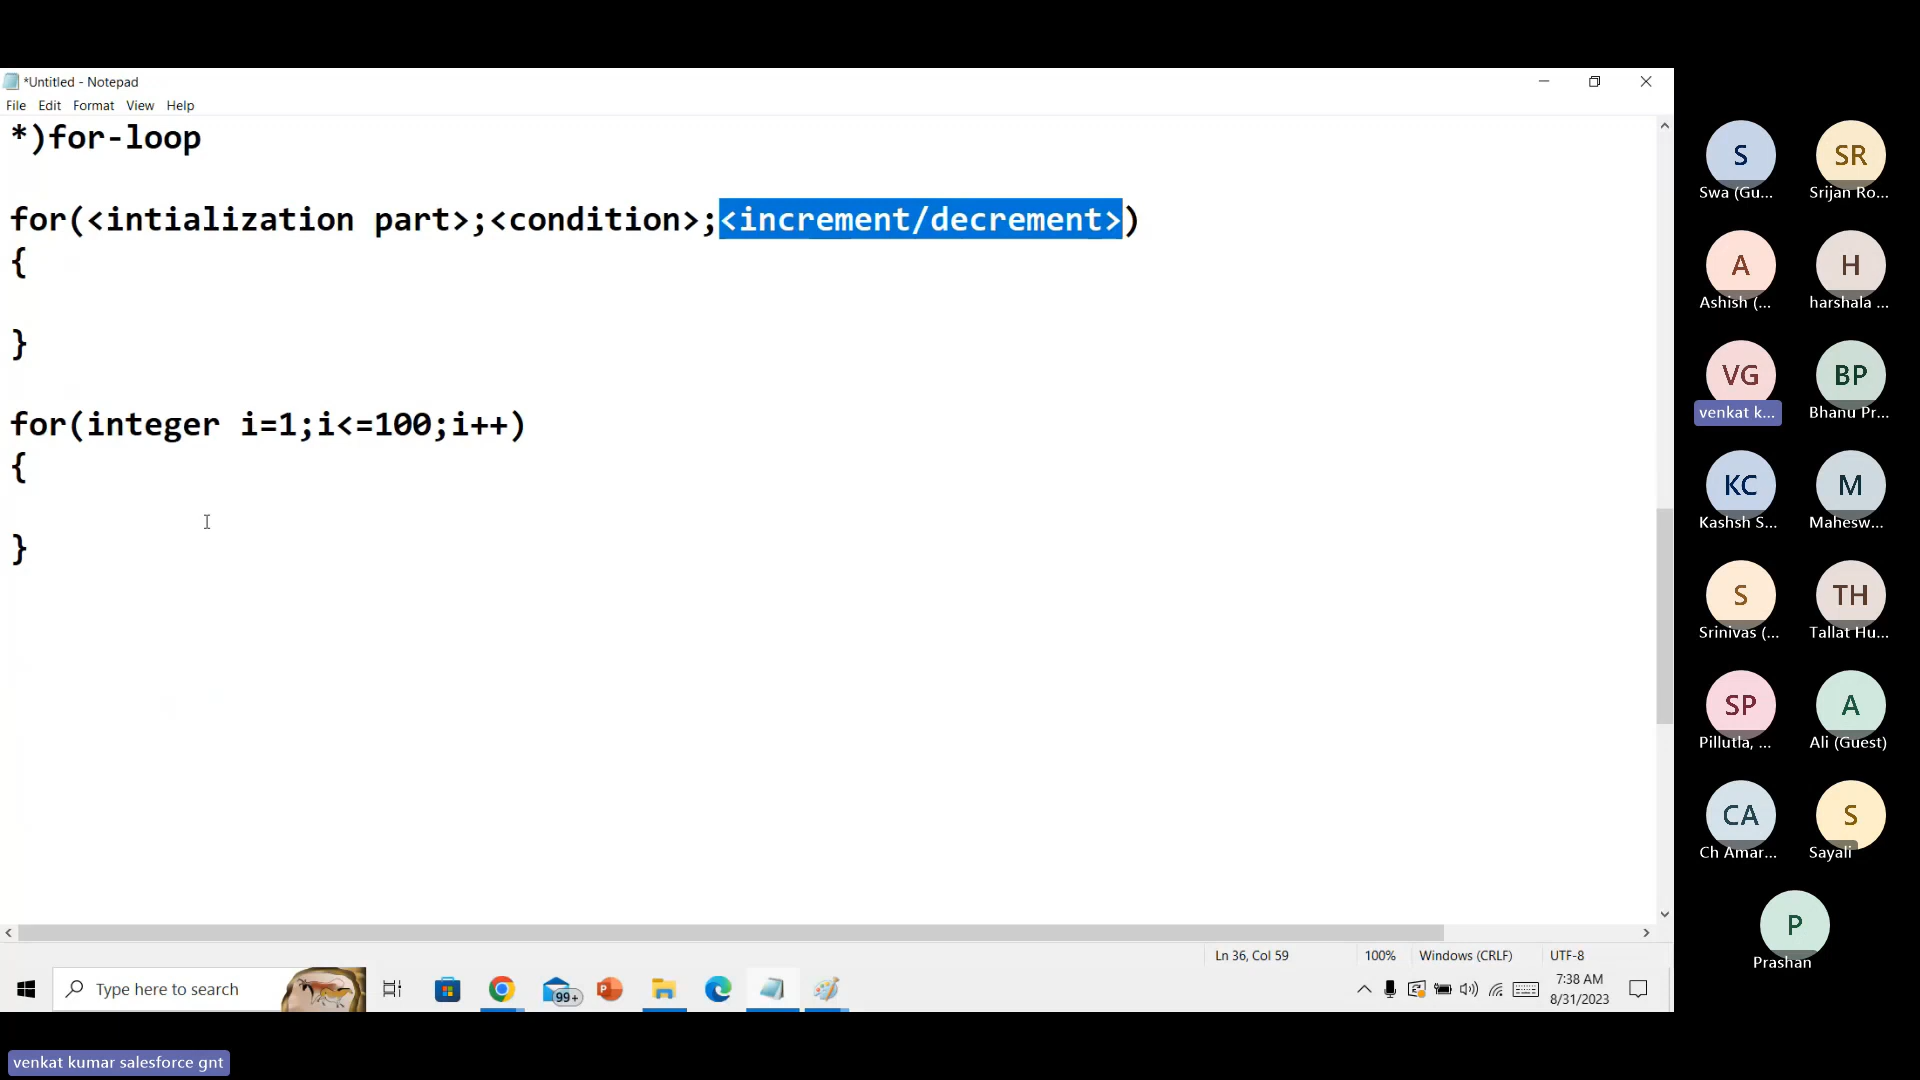 *Untitled - Notepad
File Edit Format View Help
*)for-loop
for(<intialization part>;<condition>;<increment/decrement>)
{
}
for(integer i=1;i<=100;i++)
{
}
Ln 36, Col 59 100% Windows (CRLF) UTF-8
Type here to search
99+
7:38 AM
8/31/2023
S SR
Swa (Gu... Srijan Ro...
A H
Ashish (... harshala ...
VG BP
venkat k... Bhanu Pr...
KC M
Kashsh S... Mahesw...
S TH
Srinivas (... Tallat Hu...
SP A
Pillutla, ... Ali (Guest)
CA S
Ch Amar... Sayali
P
Prashan
venkat kumar salesforce gnt